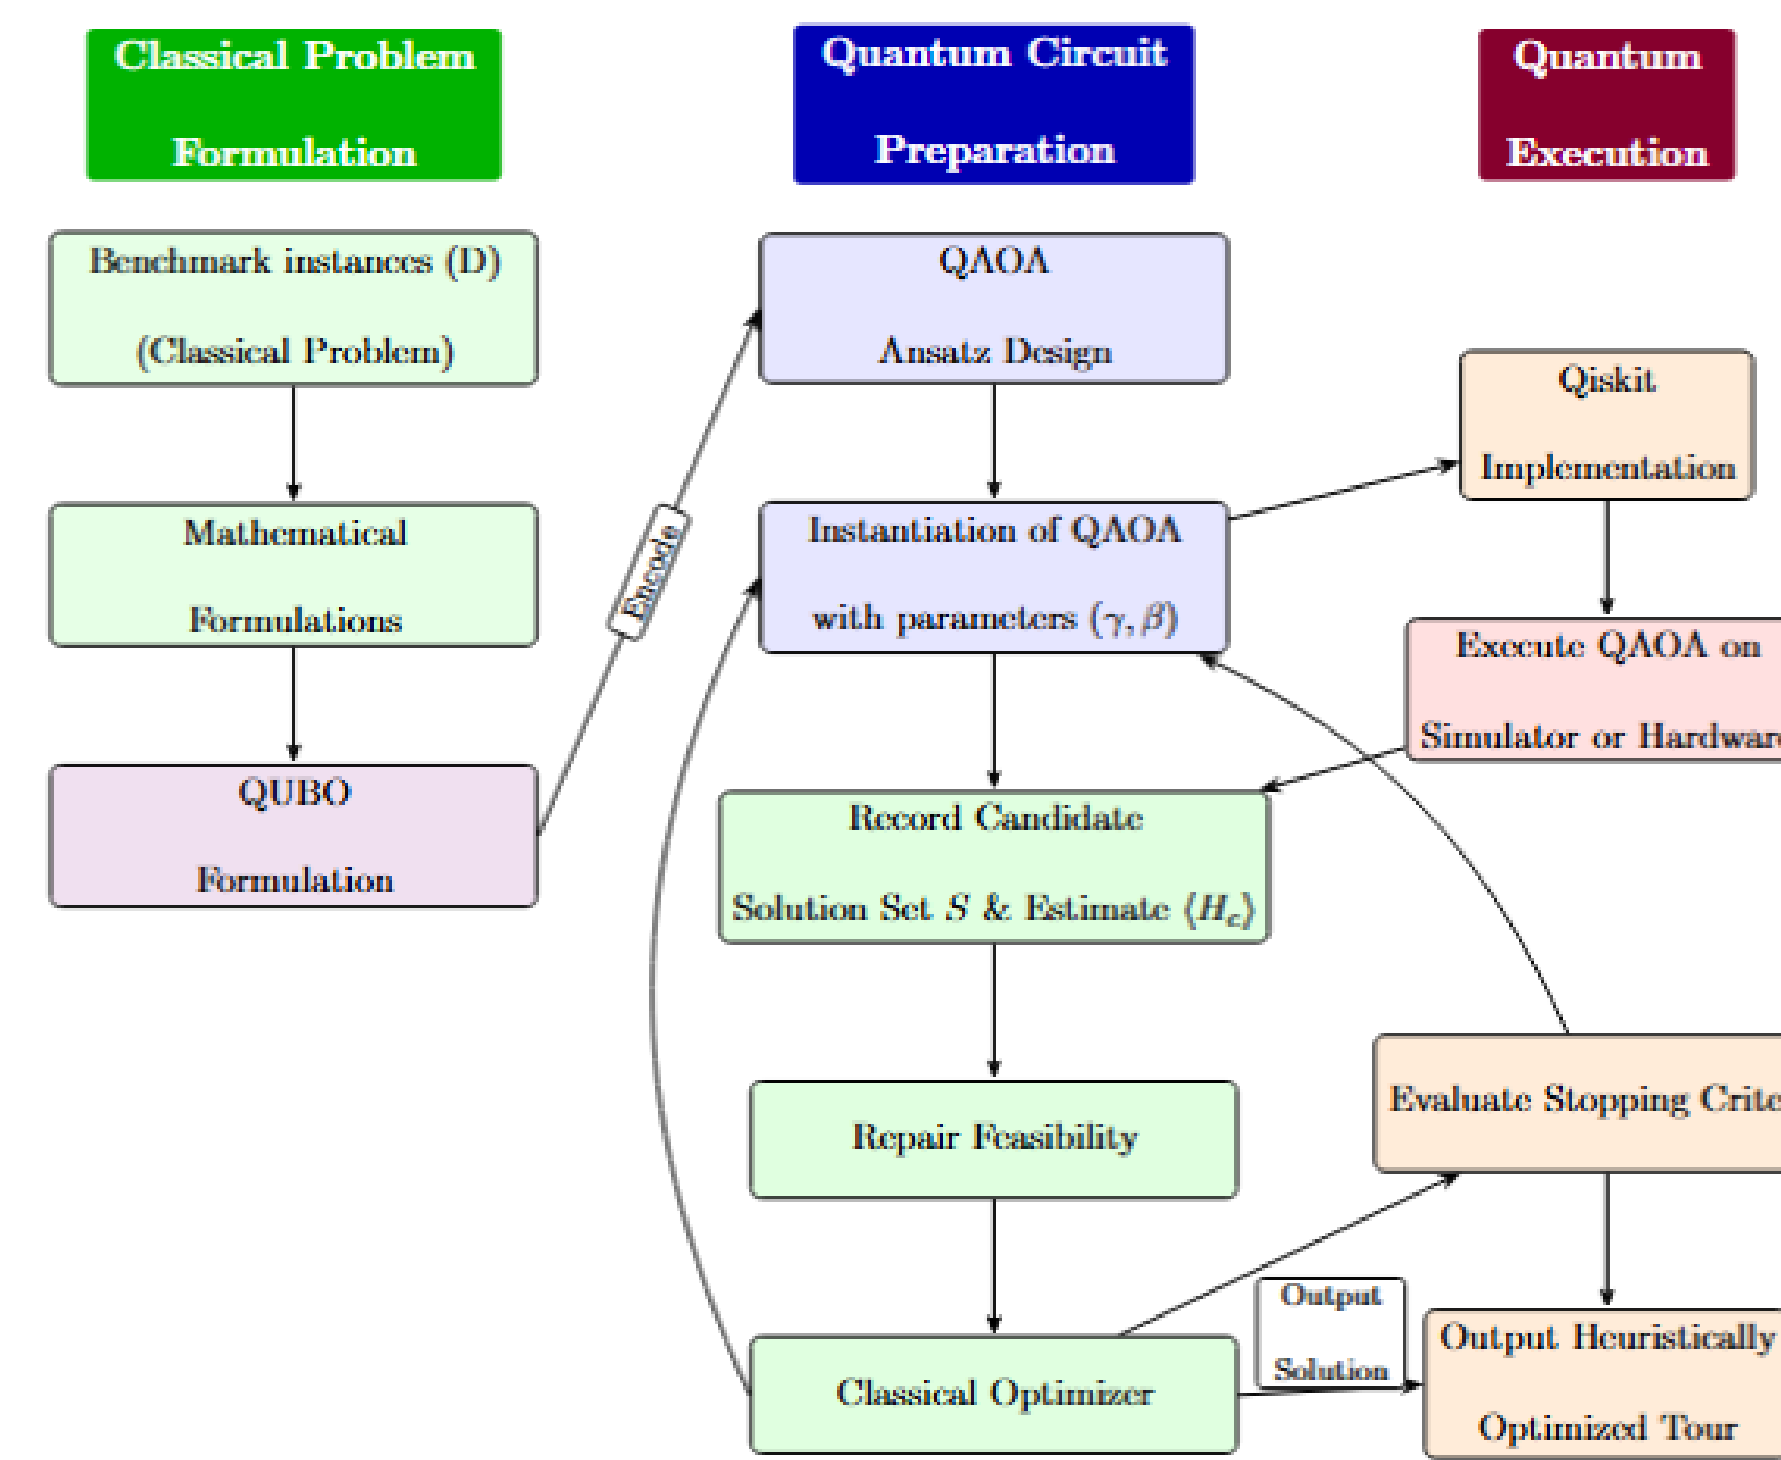 Classical Problem
Formulation
Quantum Circuit
Preparation
Quantum
Execution
Benchmark instances (D)
(Classical Problem)
Mathematical
Formulations
QUBO
Formulation
Encode
QAOA
Ansatz Design
Instantiation of QAOA
with parameters (γ, β)
Record Candidate
Solution Set S & Estimate ⟨H_c⟩
Repair Feasibility
Classical Optimizer
Qiskit
Implementation
Execute QAOA on
Simulator or Hardware
Evaluate Stopping Crite
Output
Solution
Output Heuristically
Optimized Tour